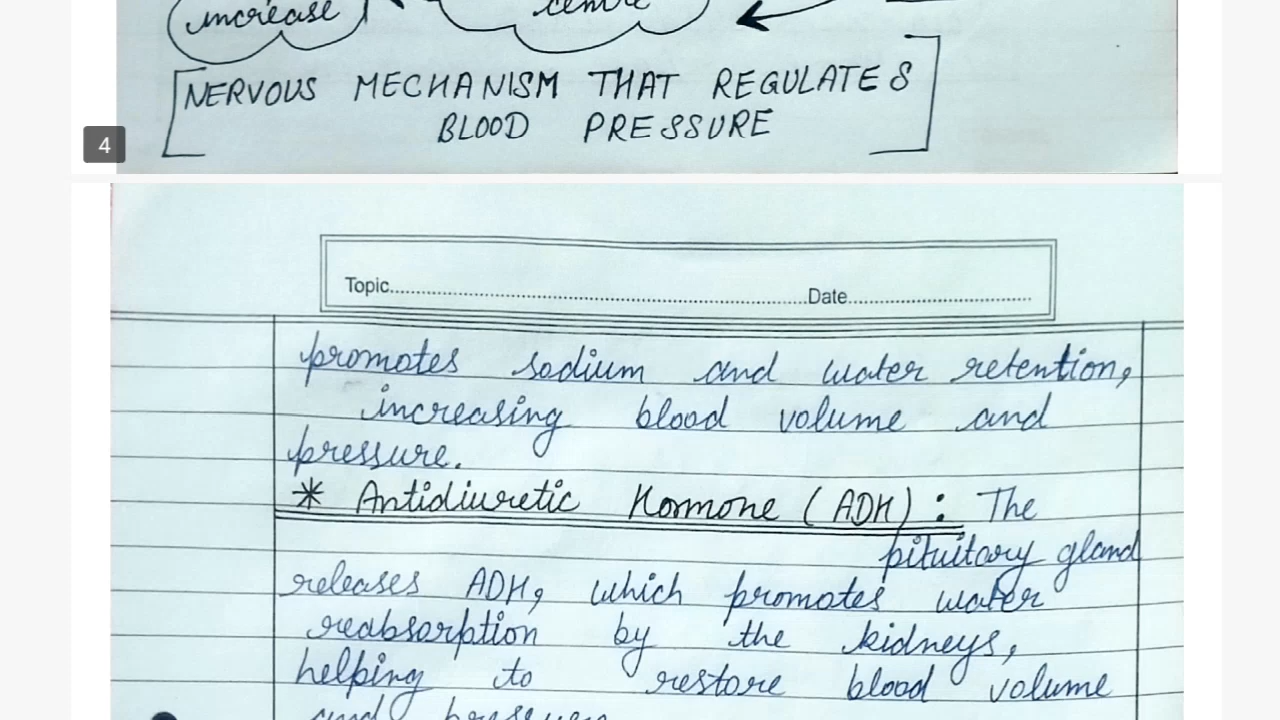 increase
centre
NERVOUS MECHANISM THAT REGULATES
BLOOD PRESSURE
4
Topic Date
promotes sodium and water retention,
increasing blood volume and
pressure.
* Antidiuretic Hormone (ADH) : The
pituitary gland
releases ADH, which promotes water
reabsorption by the kidneys,
helping to restore blood volume
and pressure